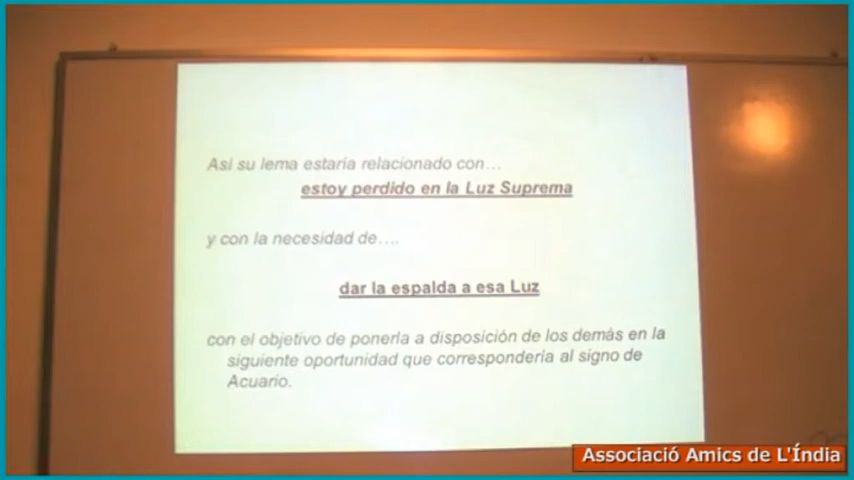 Así su lema estaría relacionado con…
estoy perdido en la Luz Suprema
y con la necesidad de….
dar la espalda a esa Luz
con el objetivo de ponerla a disposición de los demás en la
siguiente oportunidad que correspondería al signo de
Acuario.
Associació Amics de L'Índia